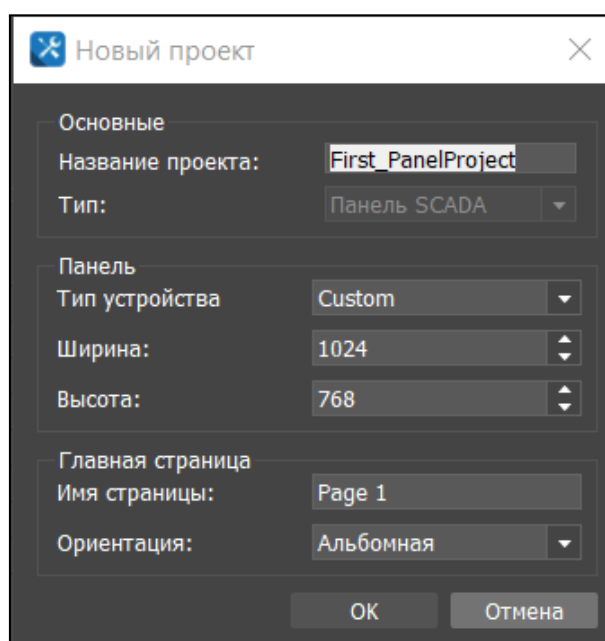 Новый проект
Основные
Название проекта: First_PanelProject
Тип: Панель SCADA
Панель
Тип устройства Custom
Ширина: 1024
Высота: 768
Главная страница
Имя страницы: Page 1
Ориентация: Альбомная
OK Отмена